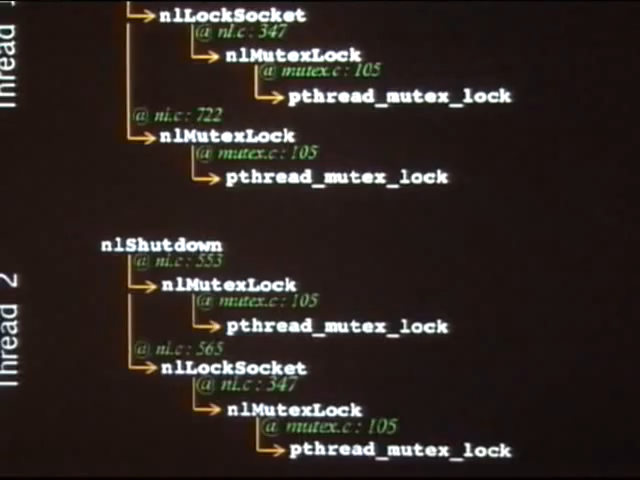 nlLockSocket
@ nl.c : 347
nlMutexLock
@ mutex.c : 105
pthread_mutex_lock
@ nl.c : 722
nlMutexLock
@ mutex.c : 105
pthread_mutex_lock
Thread
Thread 2
nlShutdown
@ nl.c : 553
nlMutexLock
@ mutex.c : 105
pthread_mutex_lock
@ nl.c : 565
nlLockSocket
@ nl.c : 347
nlMutexLock
@ mutex.c : 105
pthread_mutex_lock